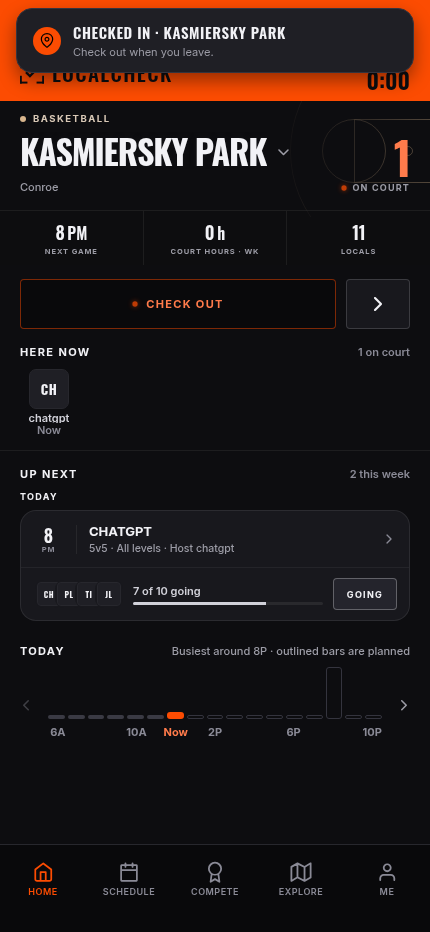 CHECKED IN · KASMIERSKY PARK
Check out when you leave.
LOCALCHECK
0:00
BASKETBALL
KASMIERSKY PARK
1
Conroe
ON COURT
8 PM
0 h
11
NEXT GAME
COURT HOURS · WK
LOCALS
CHECK OUT
HERE NOW
1 on court
CH
chatgpt
Now
UP NEXT
2 this week
TODAY
8
PM
CHATGPT
5v5 · All levels · Host chatgpt
CH PL TI JL
7 of 10 going
GOING
TODAY
Busiest around 8P · outlined bars are planned
6A 10A Now 2P 6P 10P
HOME SCHEDULE COMPETE EXPLORE ME